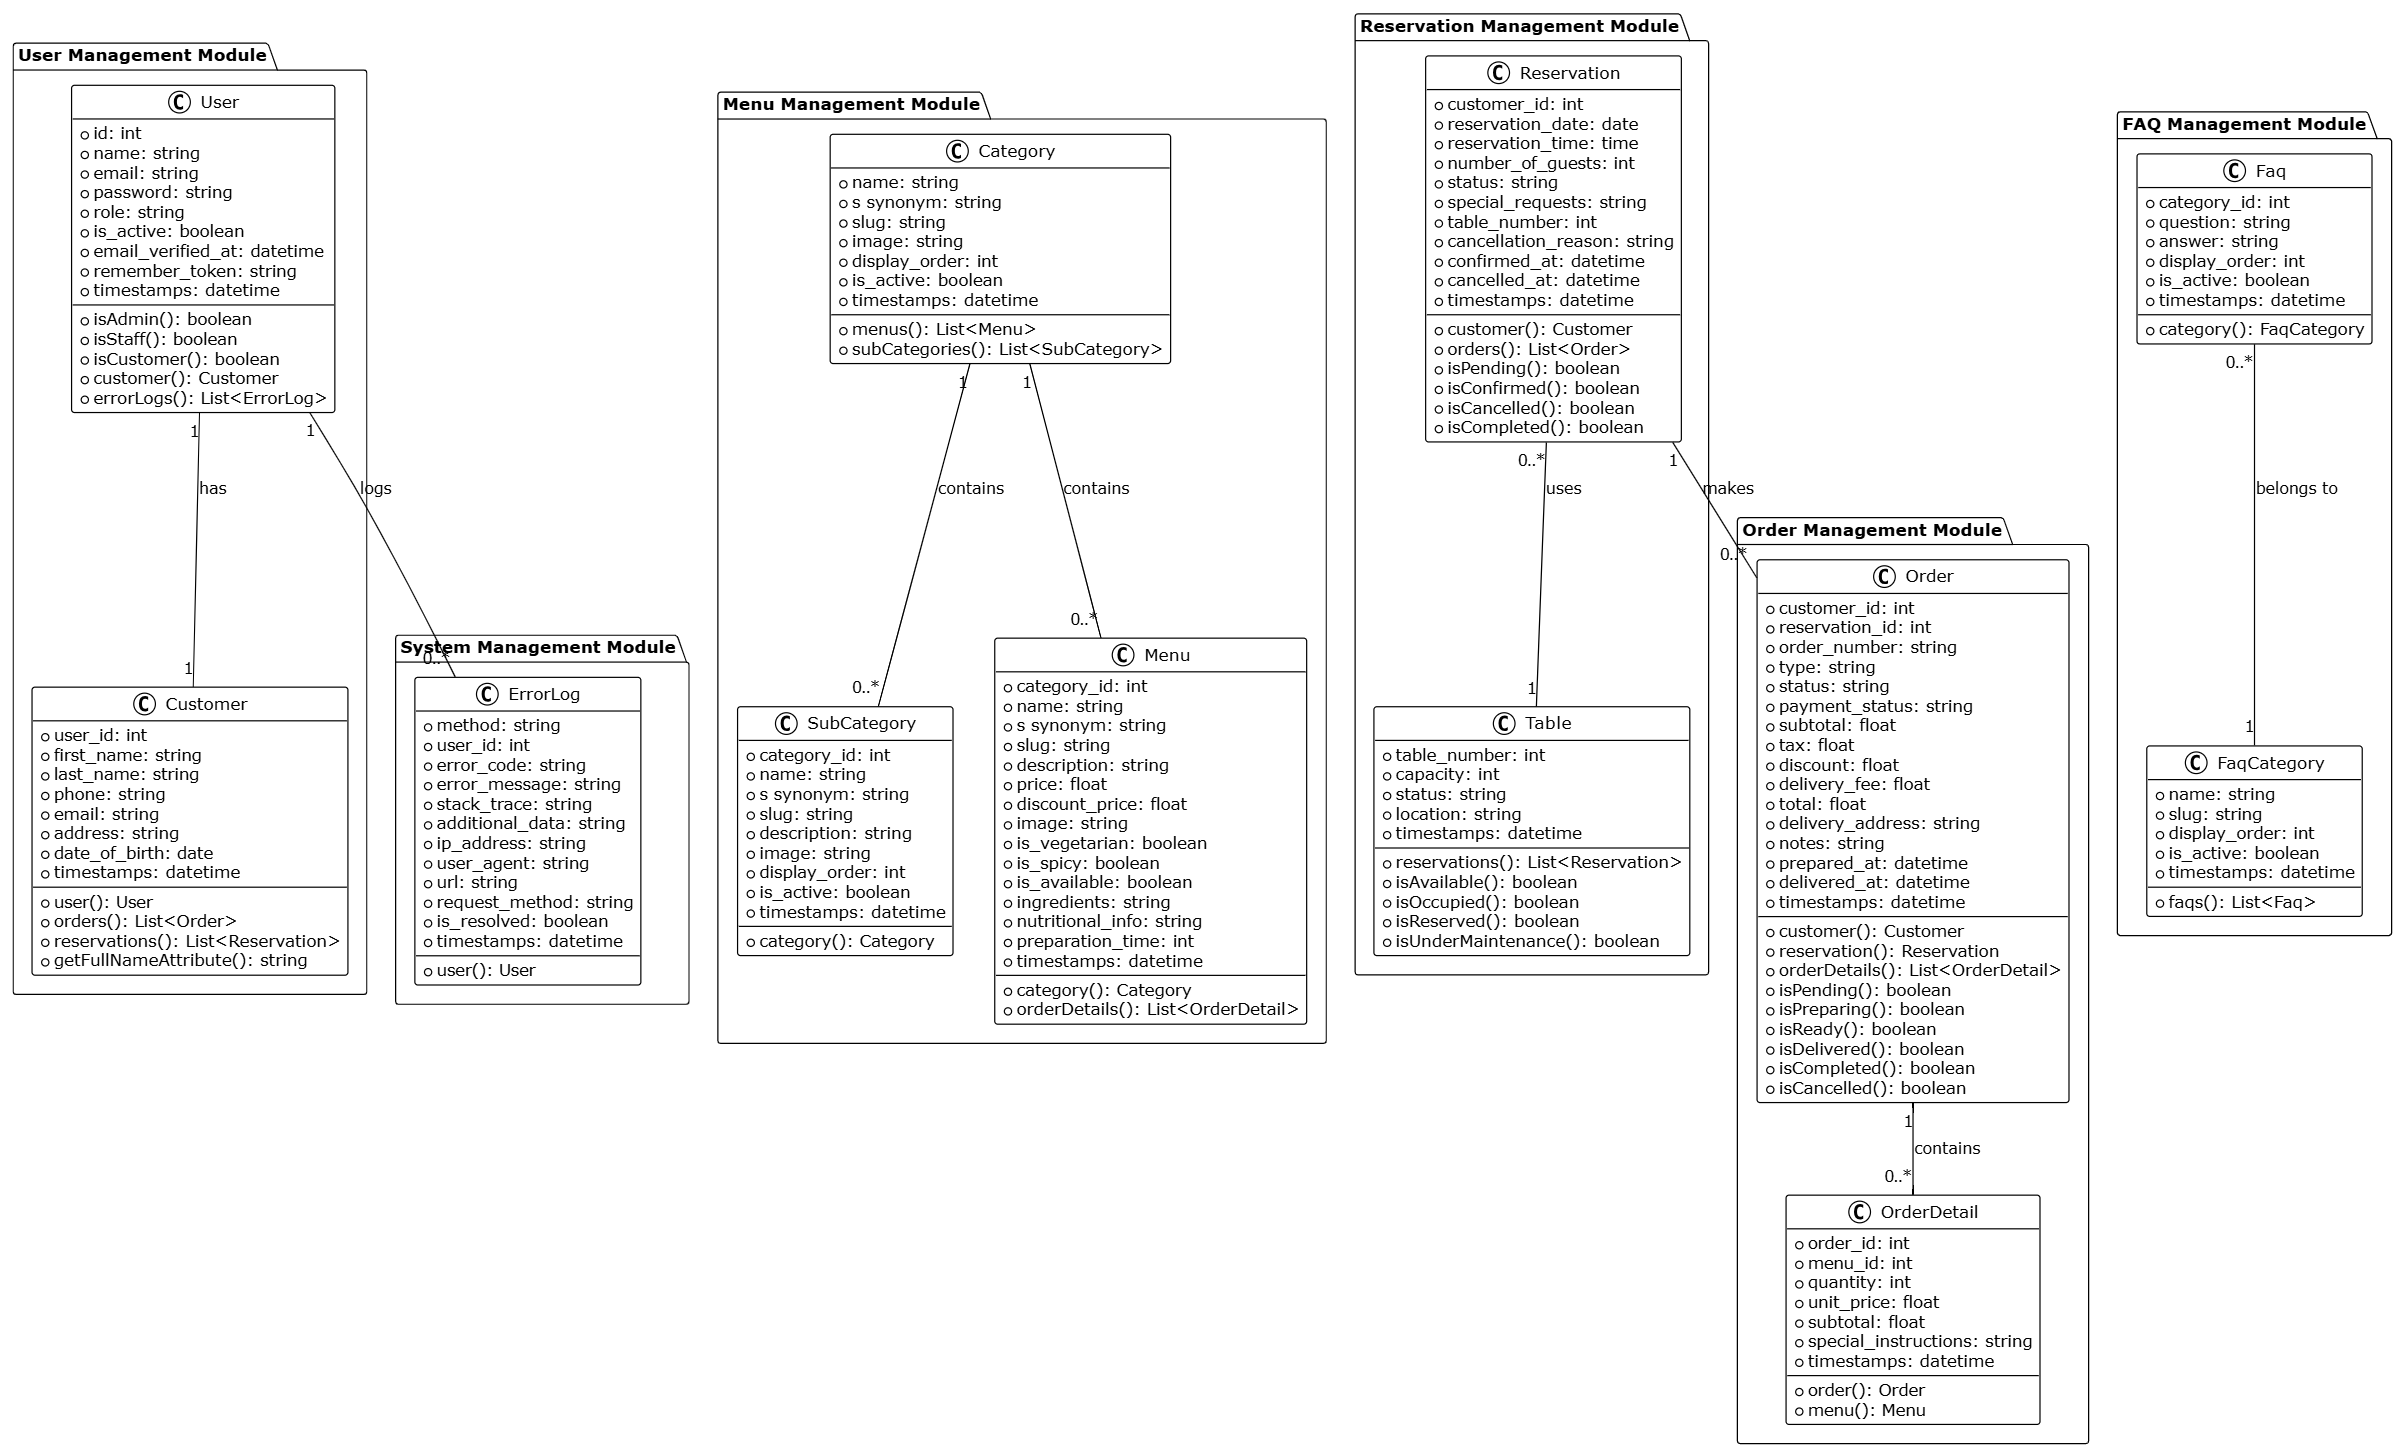 User Management Module
User
id: int
name: string
email: string
password: string
role: string
is_active: boolean
email_verified_at: datetime
remember_token: string
timestamps: datetime
isAdmin(): boolean
isStaff(): boolean
isCustomer(): boolean
customer(): Customer
errorLogs(): List<ErrorLog>
1
1
has
logs
1
Customer
user_id: int
first_name: string
last_name: string
phone: string
email: string
address: string
date_of_birth: date
timestamps: datetime
user(): User
orders(): List<Order>
reservations(): List<Reservation>
getFullNameAttribute(): string
System Management Module
0..*
ErrorLog
method: string
user_id: int
error_code: string
error_message: string
stack_trace: string
additional_data: string
ip_address: string
user_agent: string
url: string
request_method: string
is_resolved: boolean
timestamps: datetime
user(): User
Menu Management Module
Category
name: string
s synonym: string
slug: string
image: string
display_order: int
is_active: boolean
timestamps: datetime
menus(): List<Menu>
subCategories(): List<SubCategory>
1
1
contains
contains
0..*
0..*
SubCategory
category_id: int
name: string
s synonym: string
slug: string
description: string
image: string
display_order: int
is_active: boolean
timestamps: datetime
category(): Category
Menu
category_id: int
name: string
s synonym: string
slug: string
description: string
price: float
discount_price: float
image: string
is_vegetarian: boolean
is_spicy: boolean
is_available: boolean
ingredients: string
nutritional_info: string
preparation_time: int
timestamps: datetime
category(): Category
orderDetails(): List<OrderDetail>
Reservation Management Module
Reservation
customer_id: int
reservation_date: date
reservation_time: time
number_of_guests: int
status: string
special_requests: string
table_number: int
cancellation_reason: string
confirmed_at: datetime
cancelled_at: datetime
timestamps: datetime
customer(): Customer
orders(): List<Order>
isPending(): boolean
isConfirmed(): boolean
isCancelled(): boolean
isCompleted(): boolean
0..*
1
uses
makes
1
Table
table_number: int
capacity: int
status: string
location: string
timestamps: datetime
reservations(): List<Reservation>
isAvailable(): boolean
isOccupied(): boolean
isReserved(): boolean
isUnderMaintenance(): boolean
Order Management Module
0..*
Order
customer_id: int
reservation_id: int
order_number: string
type: string
status: string
payment_status: string
subtotal: float
tax: float
discount: float
delivery_fee: float
total: float
delivery_address: string
notes: string
prepared_at: datetime
delivered_at: datetime
timestamps: datetime
customer(): Customer
reservation(): Reservation
orderDetails(): List<OrderDetail>
isPending(): boolean
isPreparing(): boolean
isReady(): boolean
isDelivered(): boolean
isCompleted(): boolean
isCancelled(): boolean
1
contains
0..*
OrderDetail
order_id: int
menu_id: int
quantity: int
unit_price: float
subtotal: float
special_instructions: string
timestamps: datetime
order(): Order
menu(): Menu
FAQ Management Module
Faq
category_id: int
question: string
answer: string
display_order: int
is_active: boolean
timestamps: datetime
category(): FaqCategory
0..*
belongs to
1
FaqCategory
name: string
slug: string
display_order: int
is_active: boolean
timestamps: datetime
faqs(): List<Faq>